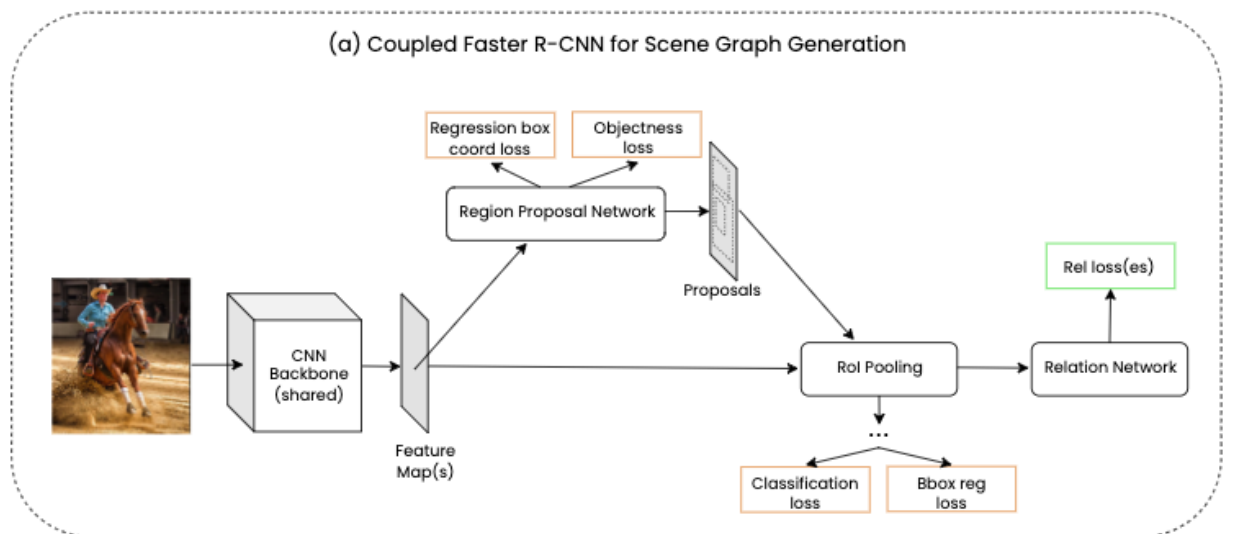 (a) Coupled Faster R-CNN for Scene Graph Generation
Regression box
coord loss
Objectness
loss
Region Proposal Network
Proposals
Rel loss(es)
CNN
Backbone
(shared)
Feature
Map(s)
RoI Pooling
Relation Network
...
Classification
loss
Bbox reg
loss